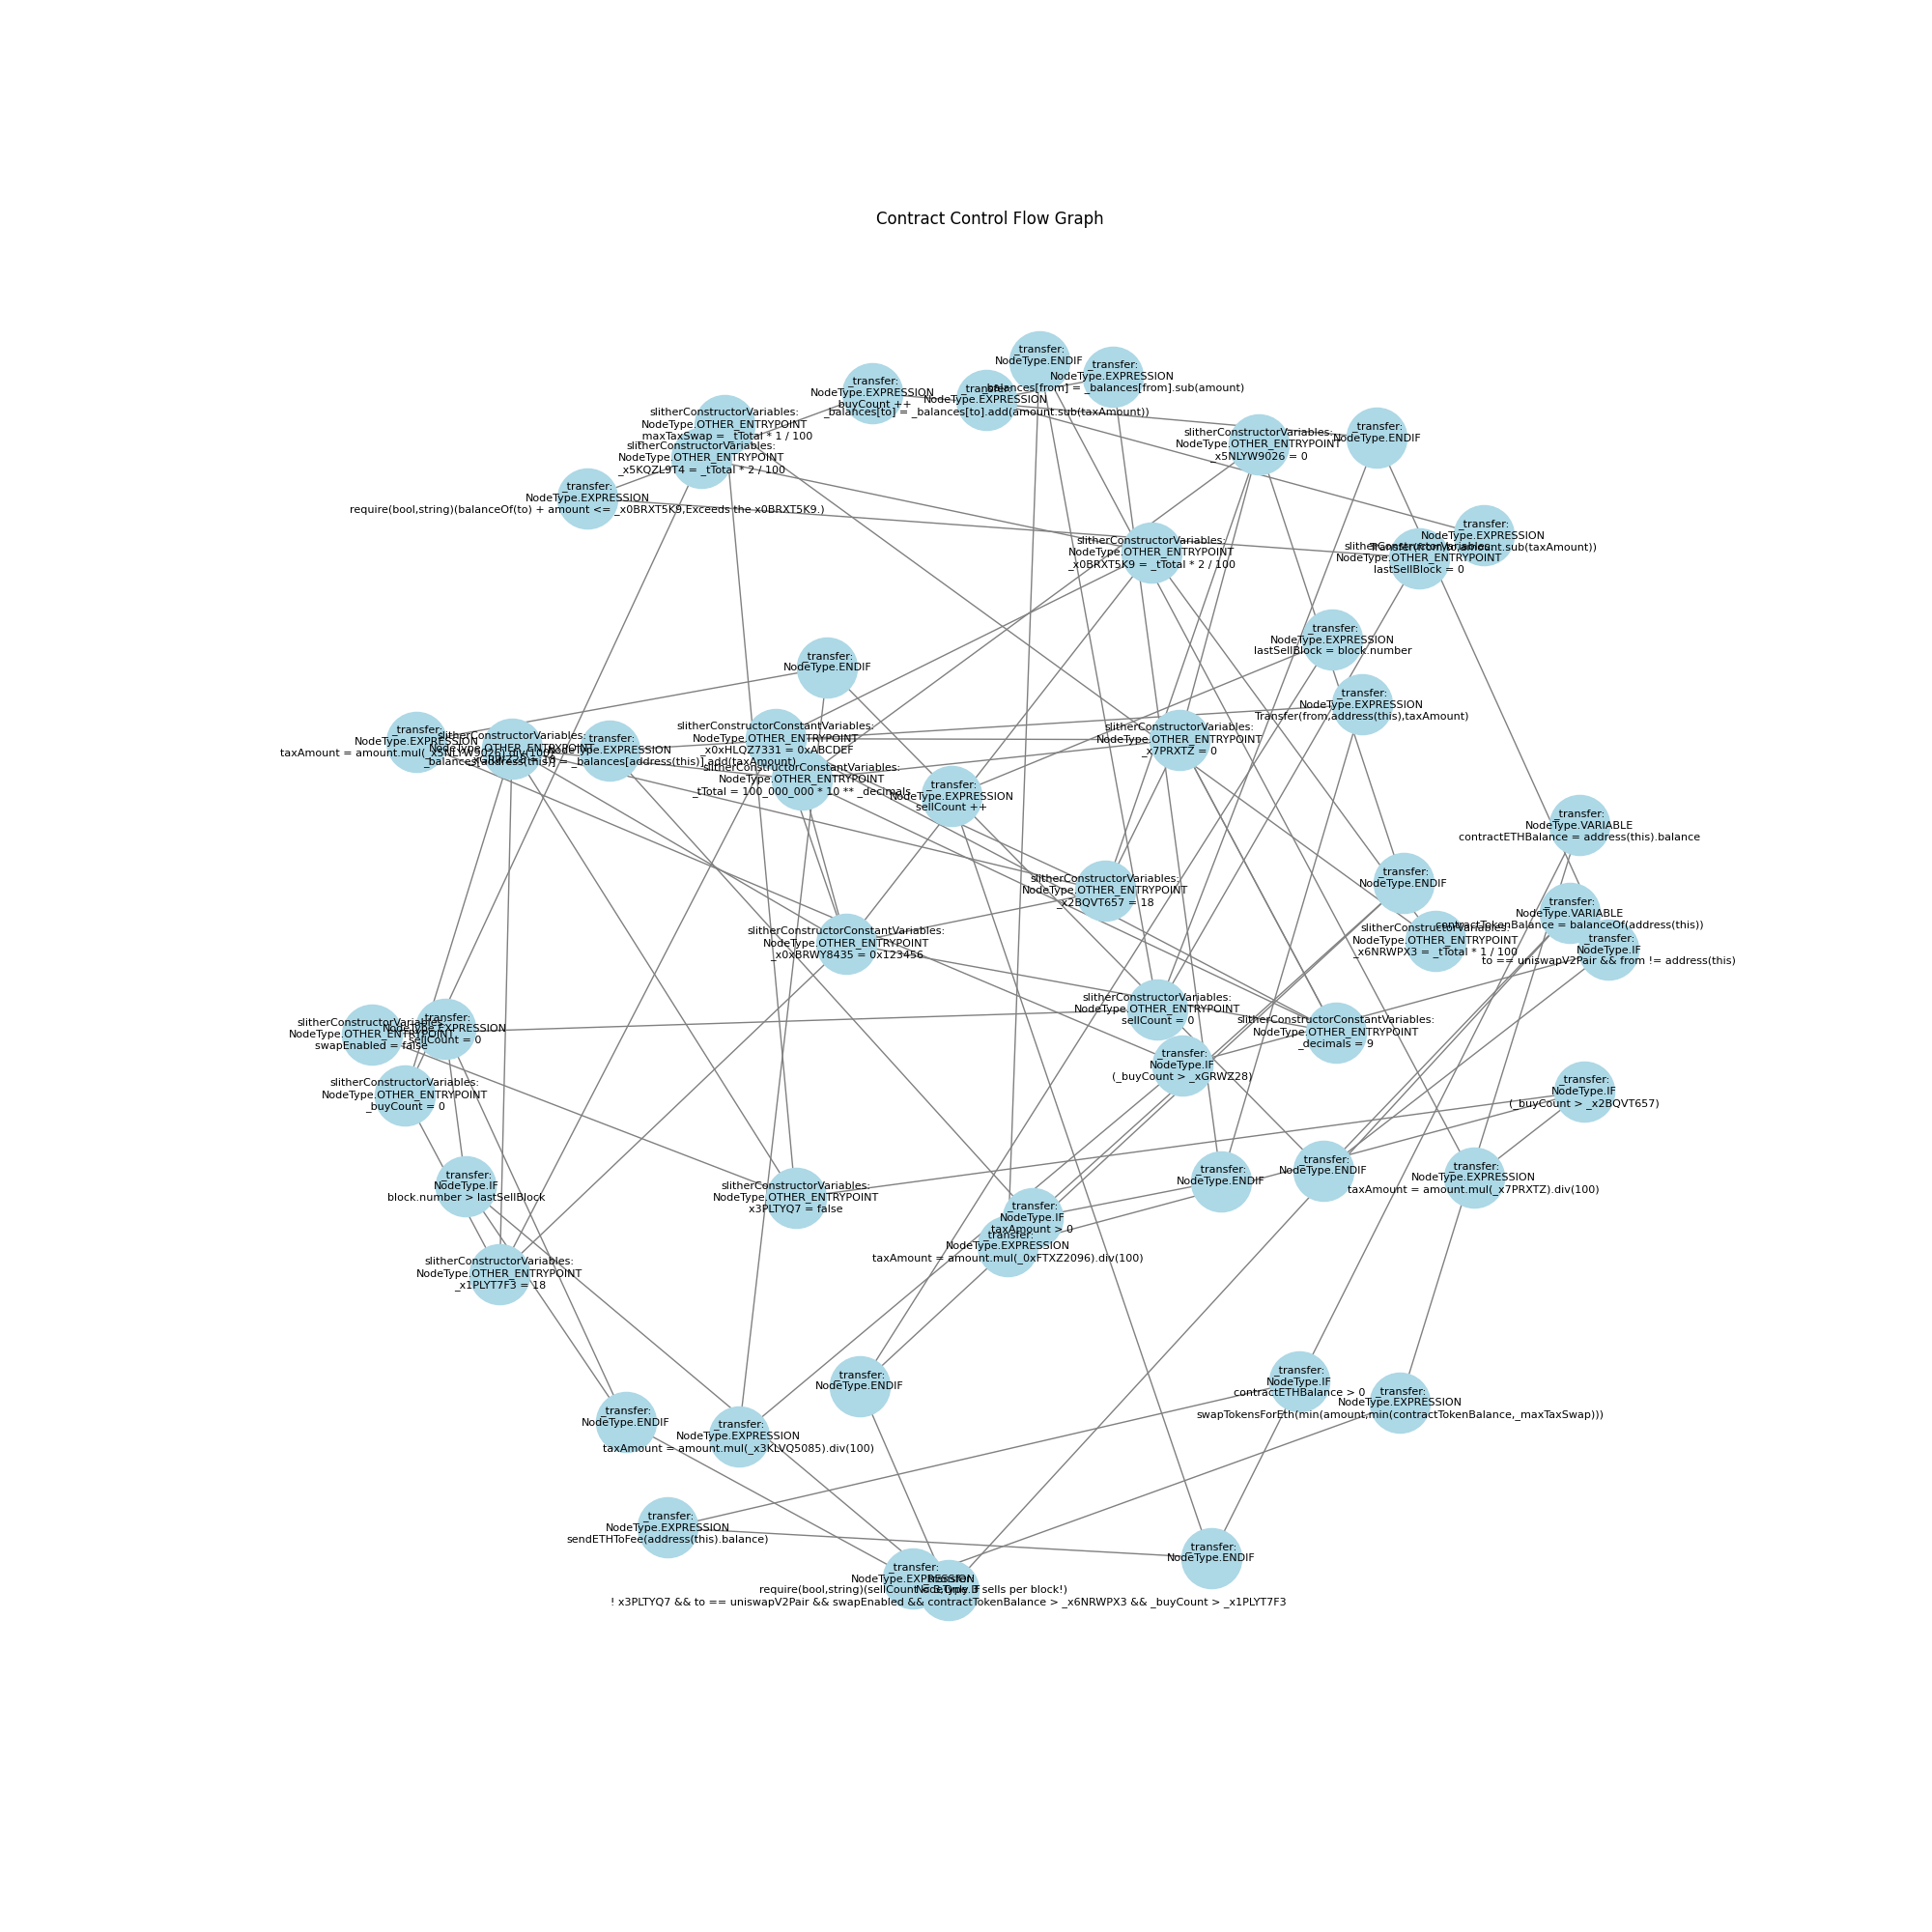 Contract Control Flow Graph
_transfer:
NodeType.ENDIF
_transfer:
NodeType.EXPRESSION
_balances[from] = _balances[from].sub(amount)
_transfer:
NodeType.EXPRESSION
_buyCount ++
_transfer:
NodeType.EXPRESSION
_balances[to] = _balances[to].add(amount.sub(taxAmount))
slitherConstructorVariables:
NodeType.OTHER_ENTRYPOINT
_maxTaxSwap = _tTotal * 1 / 100
slitherConstructorVariables:
NodeType.OTHER_ENTRYPOINT
_x5KQZL9T4 = _tTotal * 2 / 100
slitherConstructorVariables:
NodeType.OTHER_ENTRYPOINT
_x5NLYW9026 = 0
_transfer:
NodeType.ENDIF
_transfer:
NodeType.EXPRESSION
require(bool,string)(balanceOf(to) + amount <= _x0BRXT5K9,Exceeds the x0BRXT5K9.)
_transfer:
NodeType.EXPRESSION
Transfer(from,to,amount.sub(taxAmount))
slitherConstructorVariables:
NodeType.OTHER_ENTRYPOINT
lastSellBlock = 0
slitherConstructorVariables:
NodeType.OTHER_ENTRYPOINT
_x0BRXT5K9 = _tTotal * 2 / 100
_transfer:
NodeType.EXPRESSION
lastSellBlock = block.number
_transfer:
NodeType.ENDIF
_transfer:
NodeType.EXPRESSION
Transfer(from,address(this),taxAmount)
_transfer:
NodeType.EXPRESSION
taxAmount = amount.mul(_x5NLYW9026).div(100)
slitherConstructorVariables:
NodeType.OTHER_ENTRYPOINT
_transfer:
NodeType.EXPRESSION
_balances[address(this)] = _balances[address(this)].add(taxAmount)
slitherConstructorConstantVariables:
NodeType.OTHER_ENTRYPOINT
_x0xHLQZ7331 = 0xABCDEF
slitherConstructorVariables:
NodeType.OTHER_ENTRYPOINT
_x7PRXTZ = 0
slitherConstructorConstantVariables:
NodeType.OTHER_ENTRYPOINT
_tTotal = 100_000_000 * 10 ** _decimals
_transfer:
NodeType.EXPRESSION
sellCount ++
_transfer:
NodeType.VARIABLE
contractETHBalance = address(this).balance
_transfer:
NodeType.ENDIF
slitherConstructorVariables:
NodeType.OTHER_ENTRYPOINT
_x2BQVT657 = 18
_transfer:
NodeType.VARIABLE
contractTokenBalance = balanceOf(address(this))
slitherConstructorVariables:
NodeType.OTHER_ENTRYPOINT
_x6NRWPX3 = _tTotal * 1 / 100
_transfer:
NodeType.IF
to == uniswapV2Pair && from != address(this)
slitherConstructorConstantVariables:
NodeType.OTHER_ENTRYPOINT
_x0xBRWY8435 = 0x123456
slitherConstructorVariables:
NodeType.OTHER_ENTRYPOINT
sellCount = 0
slitherConstructorConstantVariables:
NodeType.OTHER_ENTRYPOINT
_decimals = 9
slitherConstructorVariables:
NodeType.OTHER_ENTRYPOINT
swapEnabled = false
_transfer:
NodeType.EXPRESSION
sellCount = 0
_transfer:
NodeType.IF
(_buyCount > _xGRWZ28)
slitherConstructorVariables:
NodeType.OTHER_ENTRYPOINT
_buyCount = 0
_transfer:
NodeType.IF
(_buyCount > _x2BQVT657)
_transfer:
NodeType.IF
block.number > lastSellBlock
slitherConstructorVariables:
NodeType.OTHER_ENTRYPOINT
x3PLTYQ7 = false
_transfer:
NodeType.ENDIF
_transfer:
NodeType.ENDIF
_transfer:
NodeType.EXPRESSION
taxAmount = amount.mul(_x7PRXTZ).div(100)
_transfer:
NodeType.IF
taxAmount > 0
_transfer:
NodeType.EXPRESSION
taxAmount = amount.mul(_0xFTXZ2096).div(100)
slitherConstructorVariables:
NodeType.OTHER_ENTRYPOINT
_x1PLYT7F3 = 18
_transfer:
NodeType.ENDIF
_transfer:
NodeType.IF
contractETHBalance > 0
_transfer:
NodeType.EXPRESSION
swapTokensForEth(min(amount,min(contractTokenBalance,_maxTaxSwap)))
_transfer:
NodeType.ENDIF
_transfer:
NodeType.EXPRESSION
taxAmount = amount.mul(_x3KLVQ5085).div(100)
_transfer:
NodeType.EXPRESSION
sendETHToFee(address(this).balance)
_transfer:
NodeType.ENDIF
_transfer:
NodeType.EXPRESSION
require(bool,string)(sellCount < 3,Only 3 sells per block!)
_transfer:
NodeType.IF
! x3PLTYQ7 && to == uniswapV2Pair && swapEnabled && contractTokenBalance > _x6NRWPX3 && _buyCount > _x1PLYT7F3